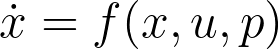 ẋ = f(x, u, p)